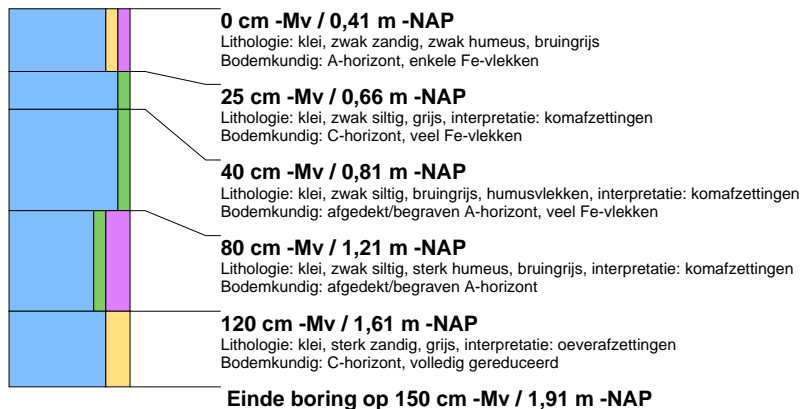 0 cm -Mv / 0,41 m -NAP
Lithologie: klei, zwak zandig, zwak humeus, bruingrijs
Bodemkundig: A-horizont, enkele Fe-vlekken
25 cm -Mv / 0,66 m -NAP
Lithologie: klei, zwak siltig, grijs, interpretatie: komafzettingen
Bodemkundig: C-horizont, veel Fe-vlekken
40 cm -Mv / 0,81 m -NAP
Lithologie: klei, zwak siltig, bruingrijs, humusvlekken, interpretatie: komafzettingen
Bodemkundig: afgedekt/begraven A-horizont, veel Fe-vlekken
80 cm -Mv / 1,21 m -NAP
Lithologie: klei, zwak siltig, sterk humeus, bruingrijs, interpretatie: komafzettingen
Bodemkundig: afgedekt/begraven A-horizont
120 cm -Mv / 1,61 m -NAP
Lithologie: klei, sterk zandig, grijs, interpretatie: oeverafzettingen
Bodemkundig: C-horizont, volledig gereduceerd
Einde boring op 150 cm -Mv / 1,91 m -NAP